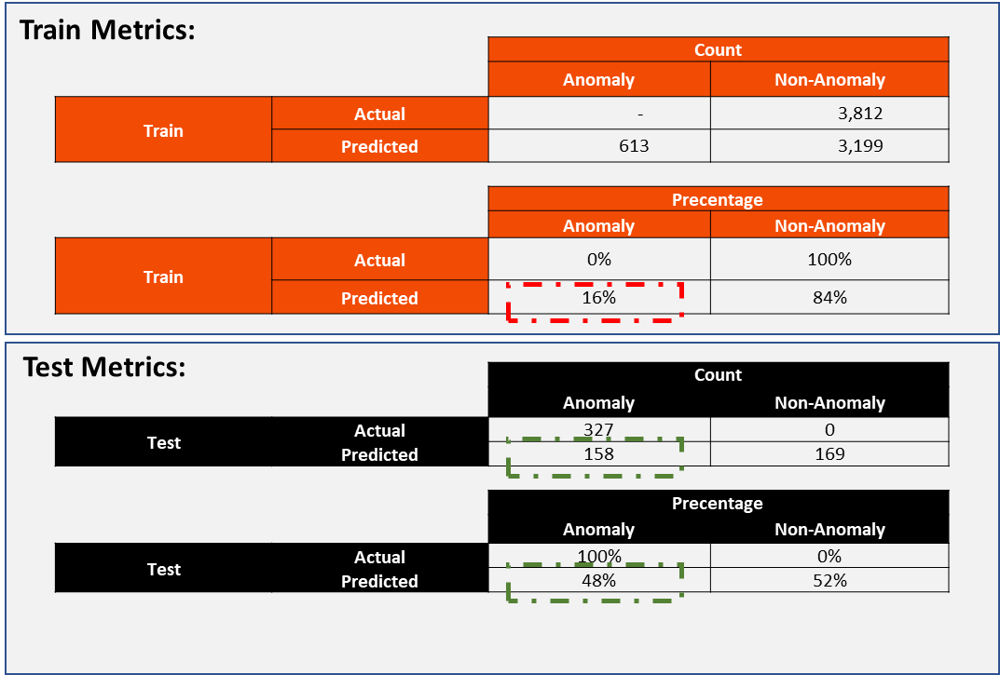 Train Metrics:
Count
Anomaly Non-Anomaly
Train Actual - 3,812
Predicted 613 3,199
Precentage
Anomaly Non-Anomaly
Train Actual 0% 100%
Predicted 16% 84%
Test Metrics:
Count
Anomaly Non-Anomaly
Test Actual 327 0
Predicted 158 169
Precentage
Anomaly Non-Anomaly
Test Actual 100% 0%
Predicted 48% 52%